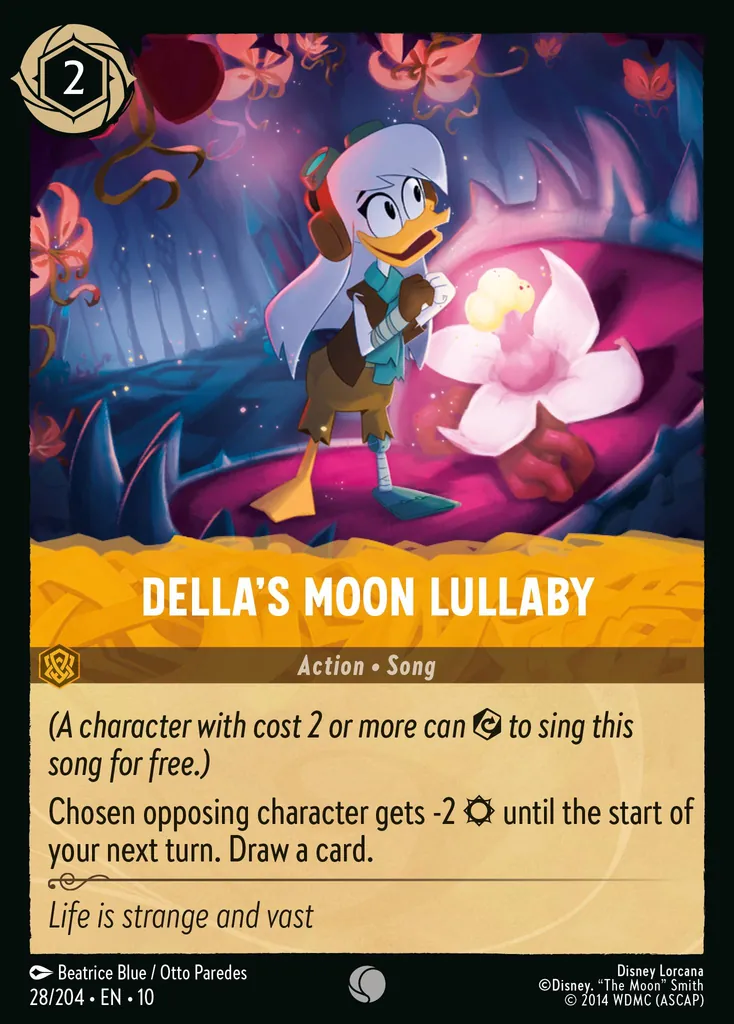 2
DELLA'S MOON LULLABY
Action • Song
(A character with cost 2 or more can to sing this
song for free.)
Chosen opposing character gets -2 until the start of
your next turn. Draw a card.
Life is strange and vast
Beatrice Blue / Otto Paredes
28/204 • EN • 10
Disney Lorcana
©Disney. “The Moon” Smith
© 2014 WDMC (ASCAP)